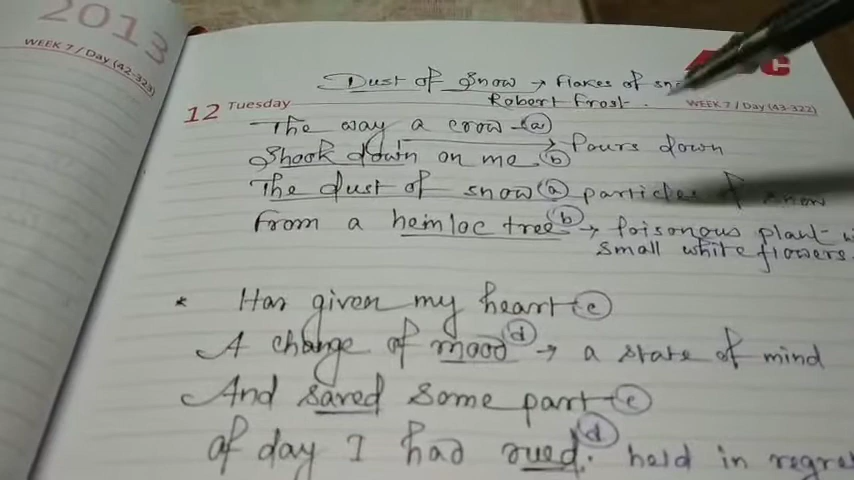 2013
WEEK 7 / Day (42-323)
Dust of Snow → Flakes of
Robert Frost.
12 Tuesday
WEEK 7 / Day (43-322)
The way a crow (a)
Shook down on me (b) → Pours down
The dust of snow (a) particles of snow
From a hemloc tree (b) → poisonous plant
small white flowers.
* Has given my heart (c)
A change of mood (d) → a state of mind
And saved some part (c)
of day I had rued. (d) held in regret